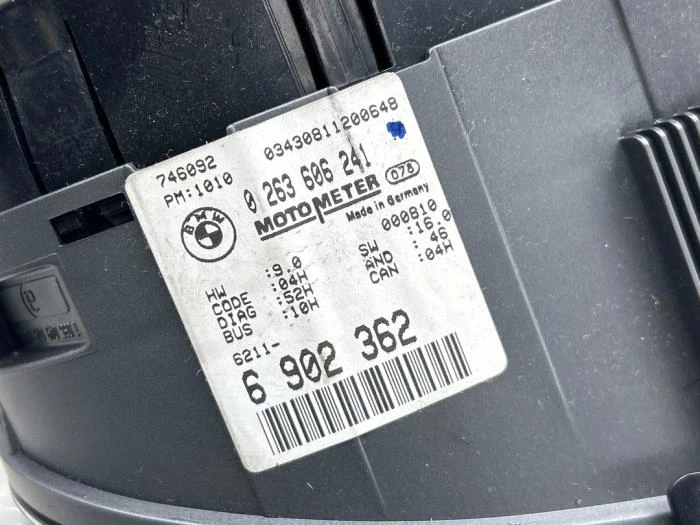 746092 03430811200648
PM:1010 0 263 606 241
BMW MOTOMETER 078
Made in Germany
000810
HW :9.0 SW :16.0
CODE :04H AND : 46
DIAG :52H CAN :04H
BUS :10H
6211-
6 902 362